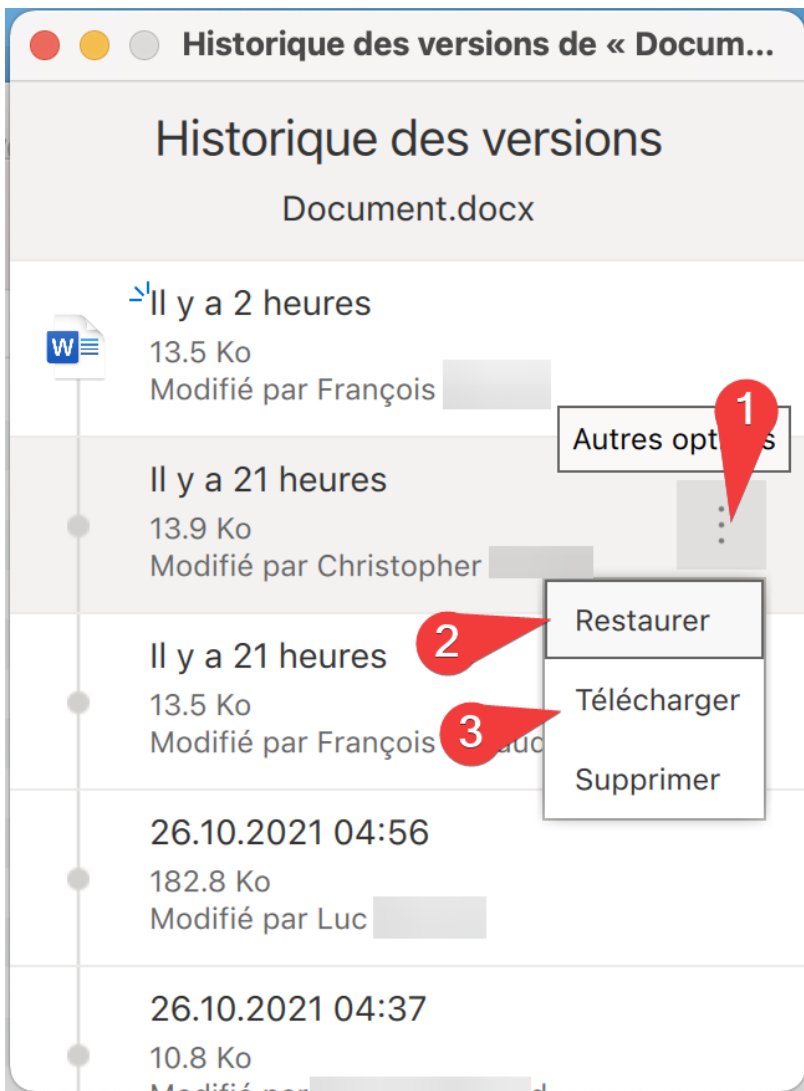 Historique des versions de « Docum...
Historique des versions
Document.docx
Il y a 2 heures
13.5 Ko
Modifié par François
1
Autres opt s
Il y a 21 heures
13.9 Ko
Modifié par Christopher
2
Restaurer
Il y a 21 heures
13.5 Ko
Télécharger
Modifié par François
3
Supprimer
26.10.2021 04:56
182.8 Ko
Modifié par Luc
26.10.2021 04:37
10.8 Ko
Modifié par
W